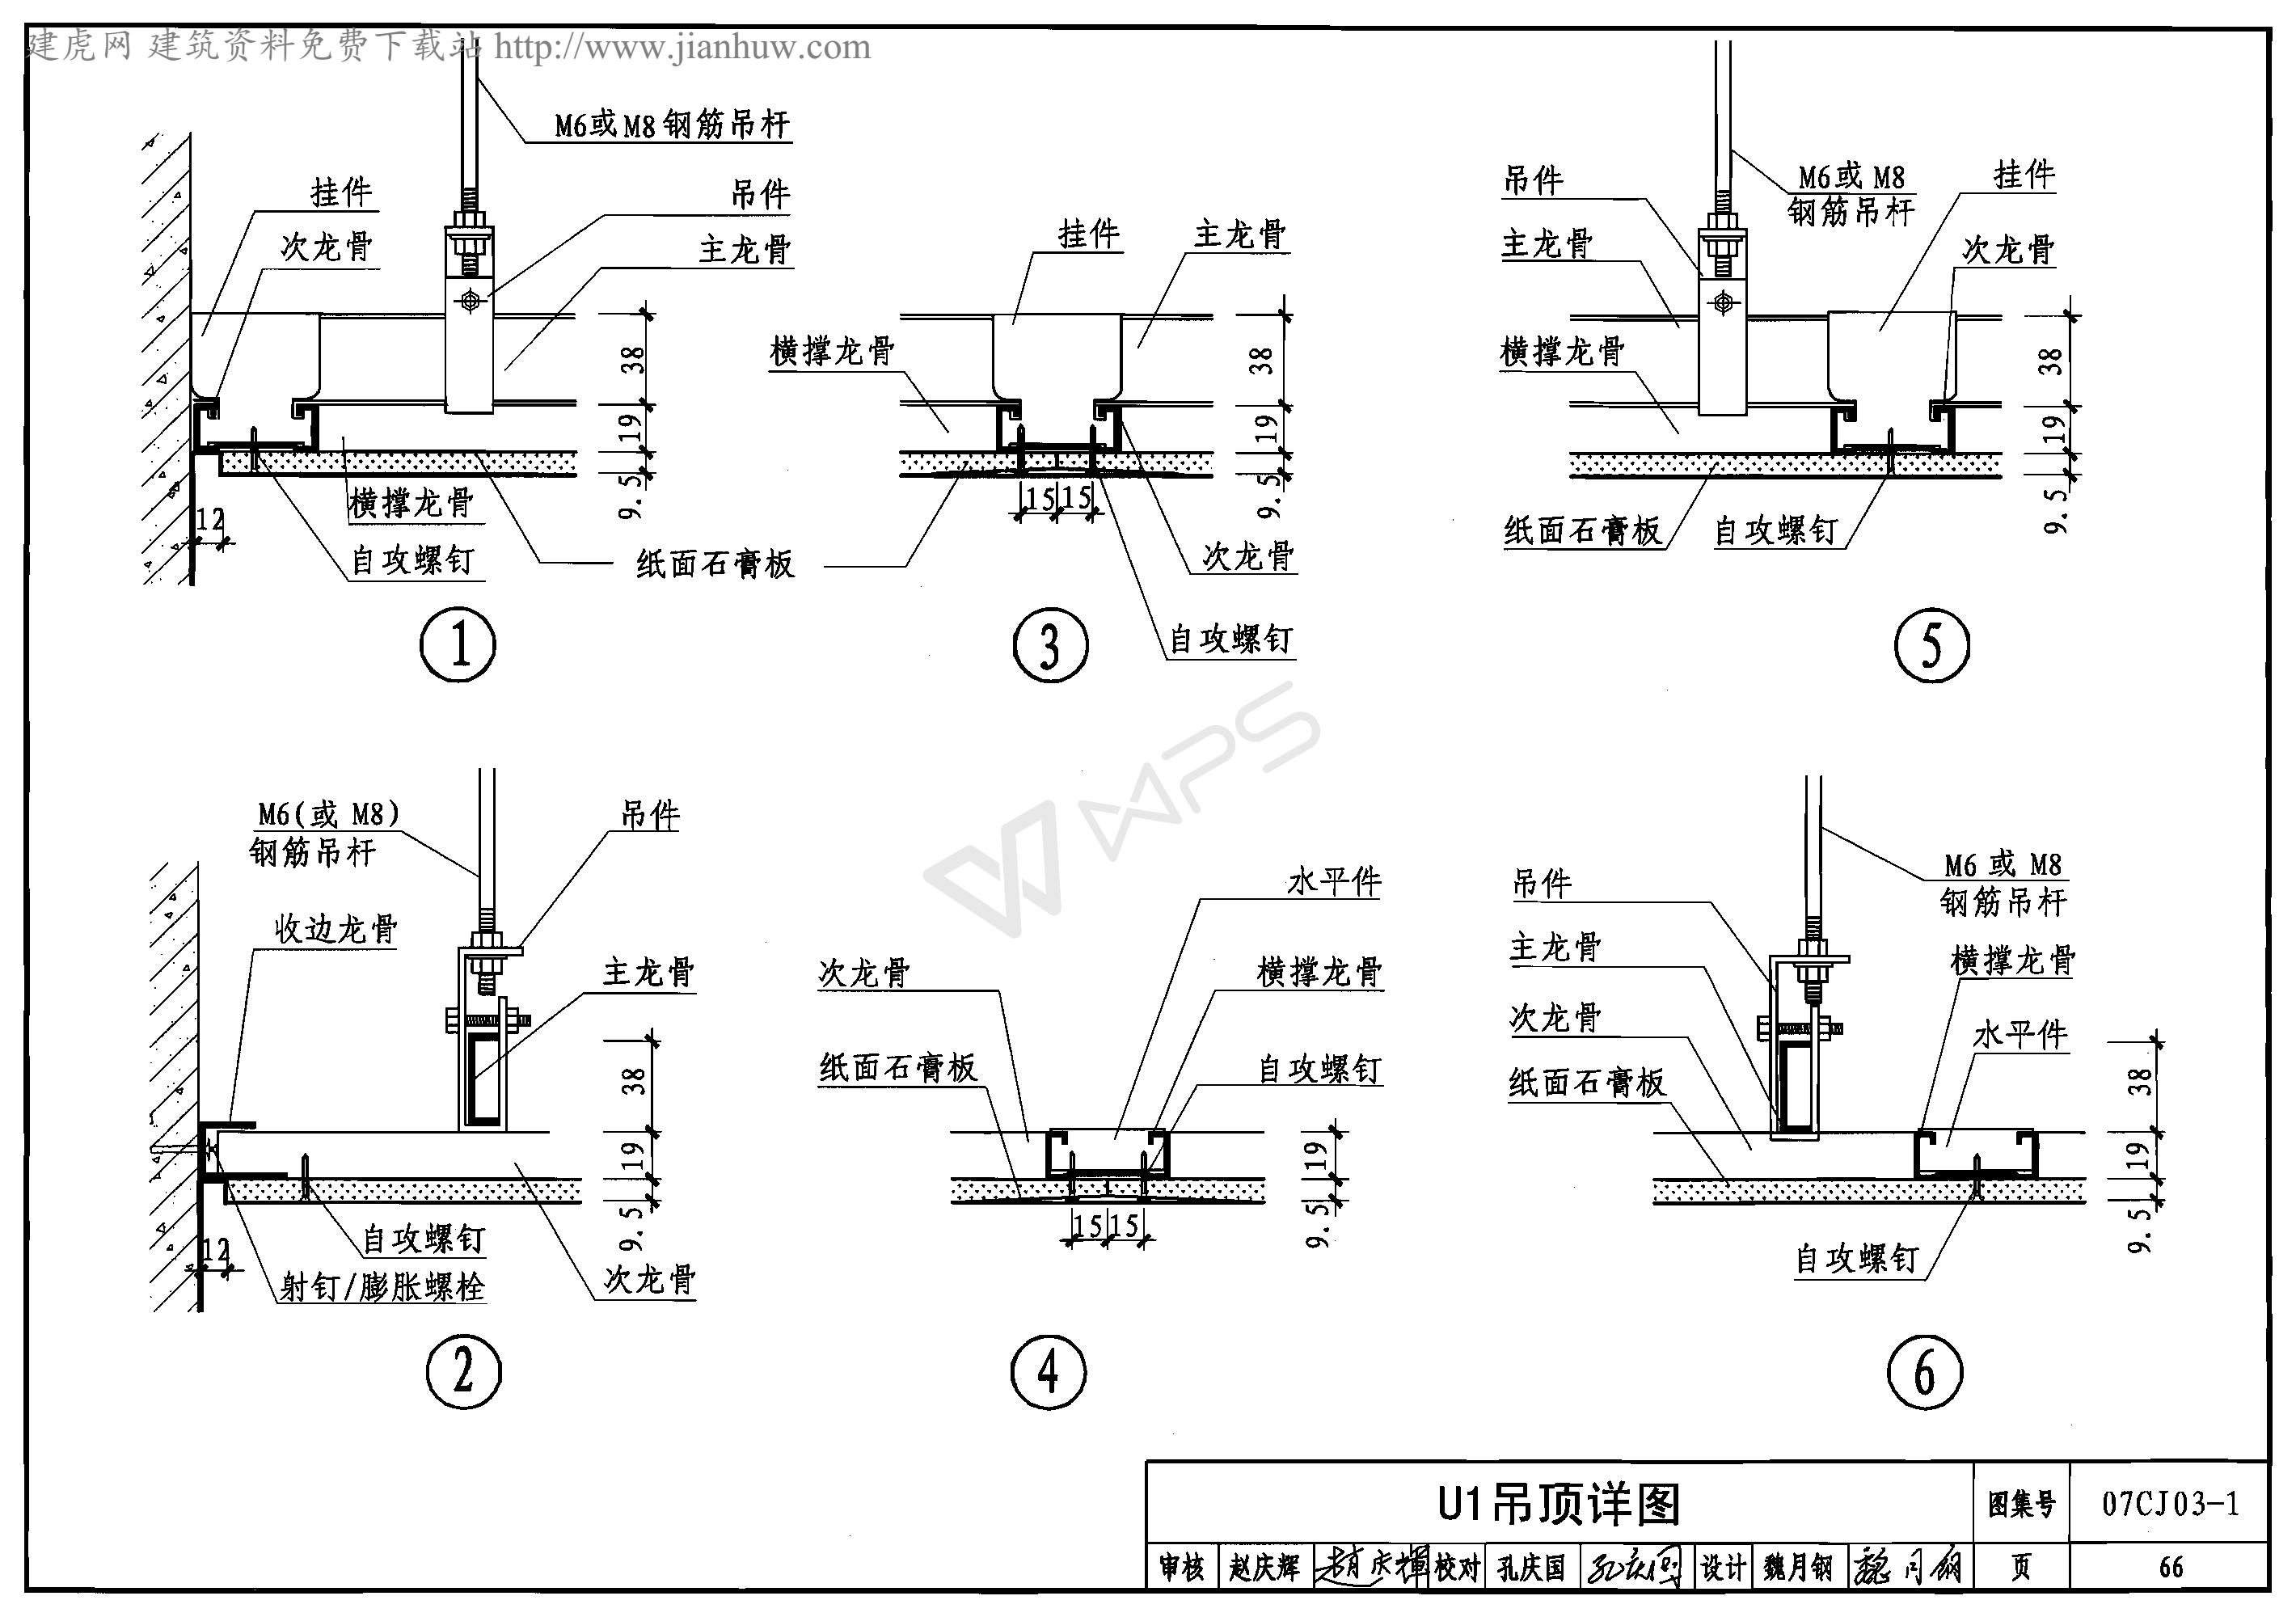 建虎网 建筑资料免费下载站 http://www.jianhuw.com
M6或M8钢筋吊杆
挂件
吊件
次龙骨
主龙骨
38
19
9.5
横撑龙骨
12
自攻螺钉
纸面石膏板
1
挂件
主龙骨
横撑龙骨
38
19
9.5
15
15
次龙骨
自攻螺钉
3
吊件
M6或M8
钢筋吊杆
挂件
主龙骨
次龙骨
横撑龙骨
38
19
9.5
纸面石膏板
自攻螺钉
5
M6(或 M8)
钢筋吊杆
吊件
收边龙骨
主龙骨
38
19
9.5
12
自攻螺钉
射钉/膨胀螺栓
次龙骨
2
WPS
水平件
次龙骨
横撑龙骨
纸面石膏板
自攻螺钉
19
9.5
15
15
4
吊件
M6 或 M8
钢筋吊杆
主龙骨
横撑龙骨
次龙骨
水平件
纸面石膏板
38
19
9.5
自攻螺钉
6
U1吊顶详图
图集号
07CJ03-1
审核
赵庆辉
趙庆輝
校对
孔庆国
孔庆国
设计
魏月钢
魏月钢
页
66